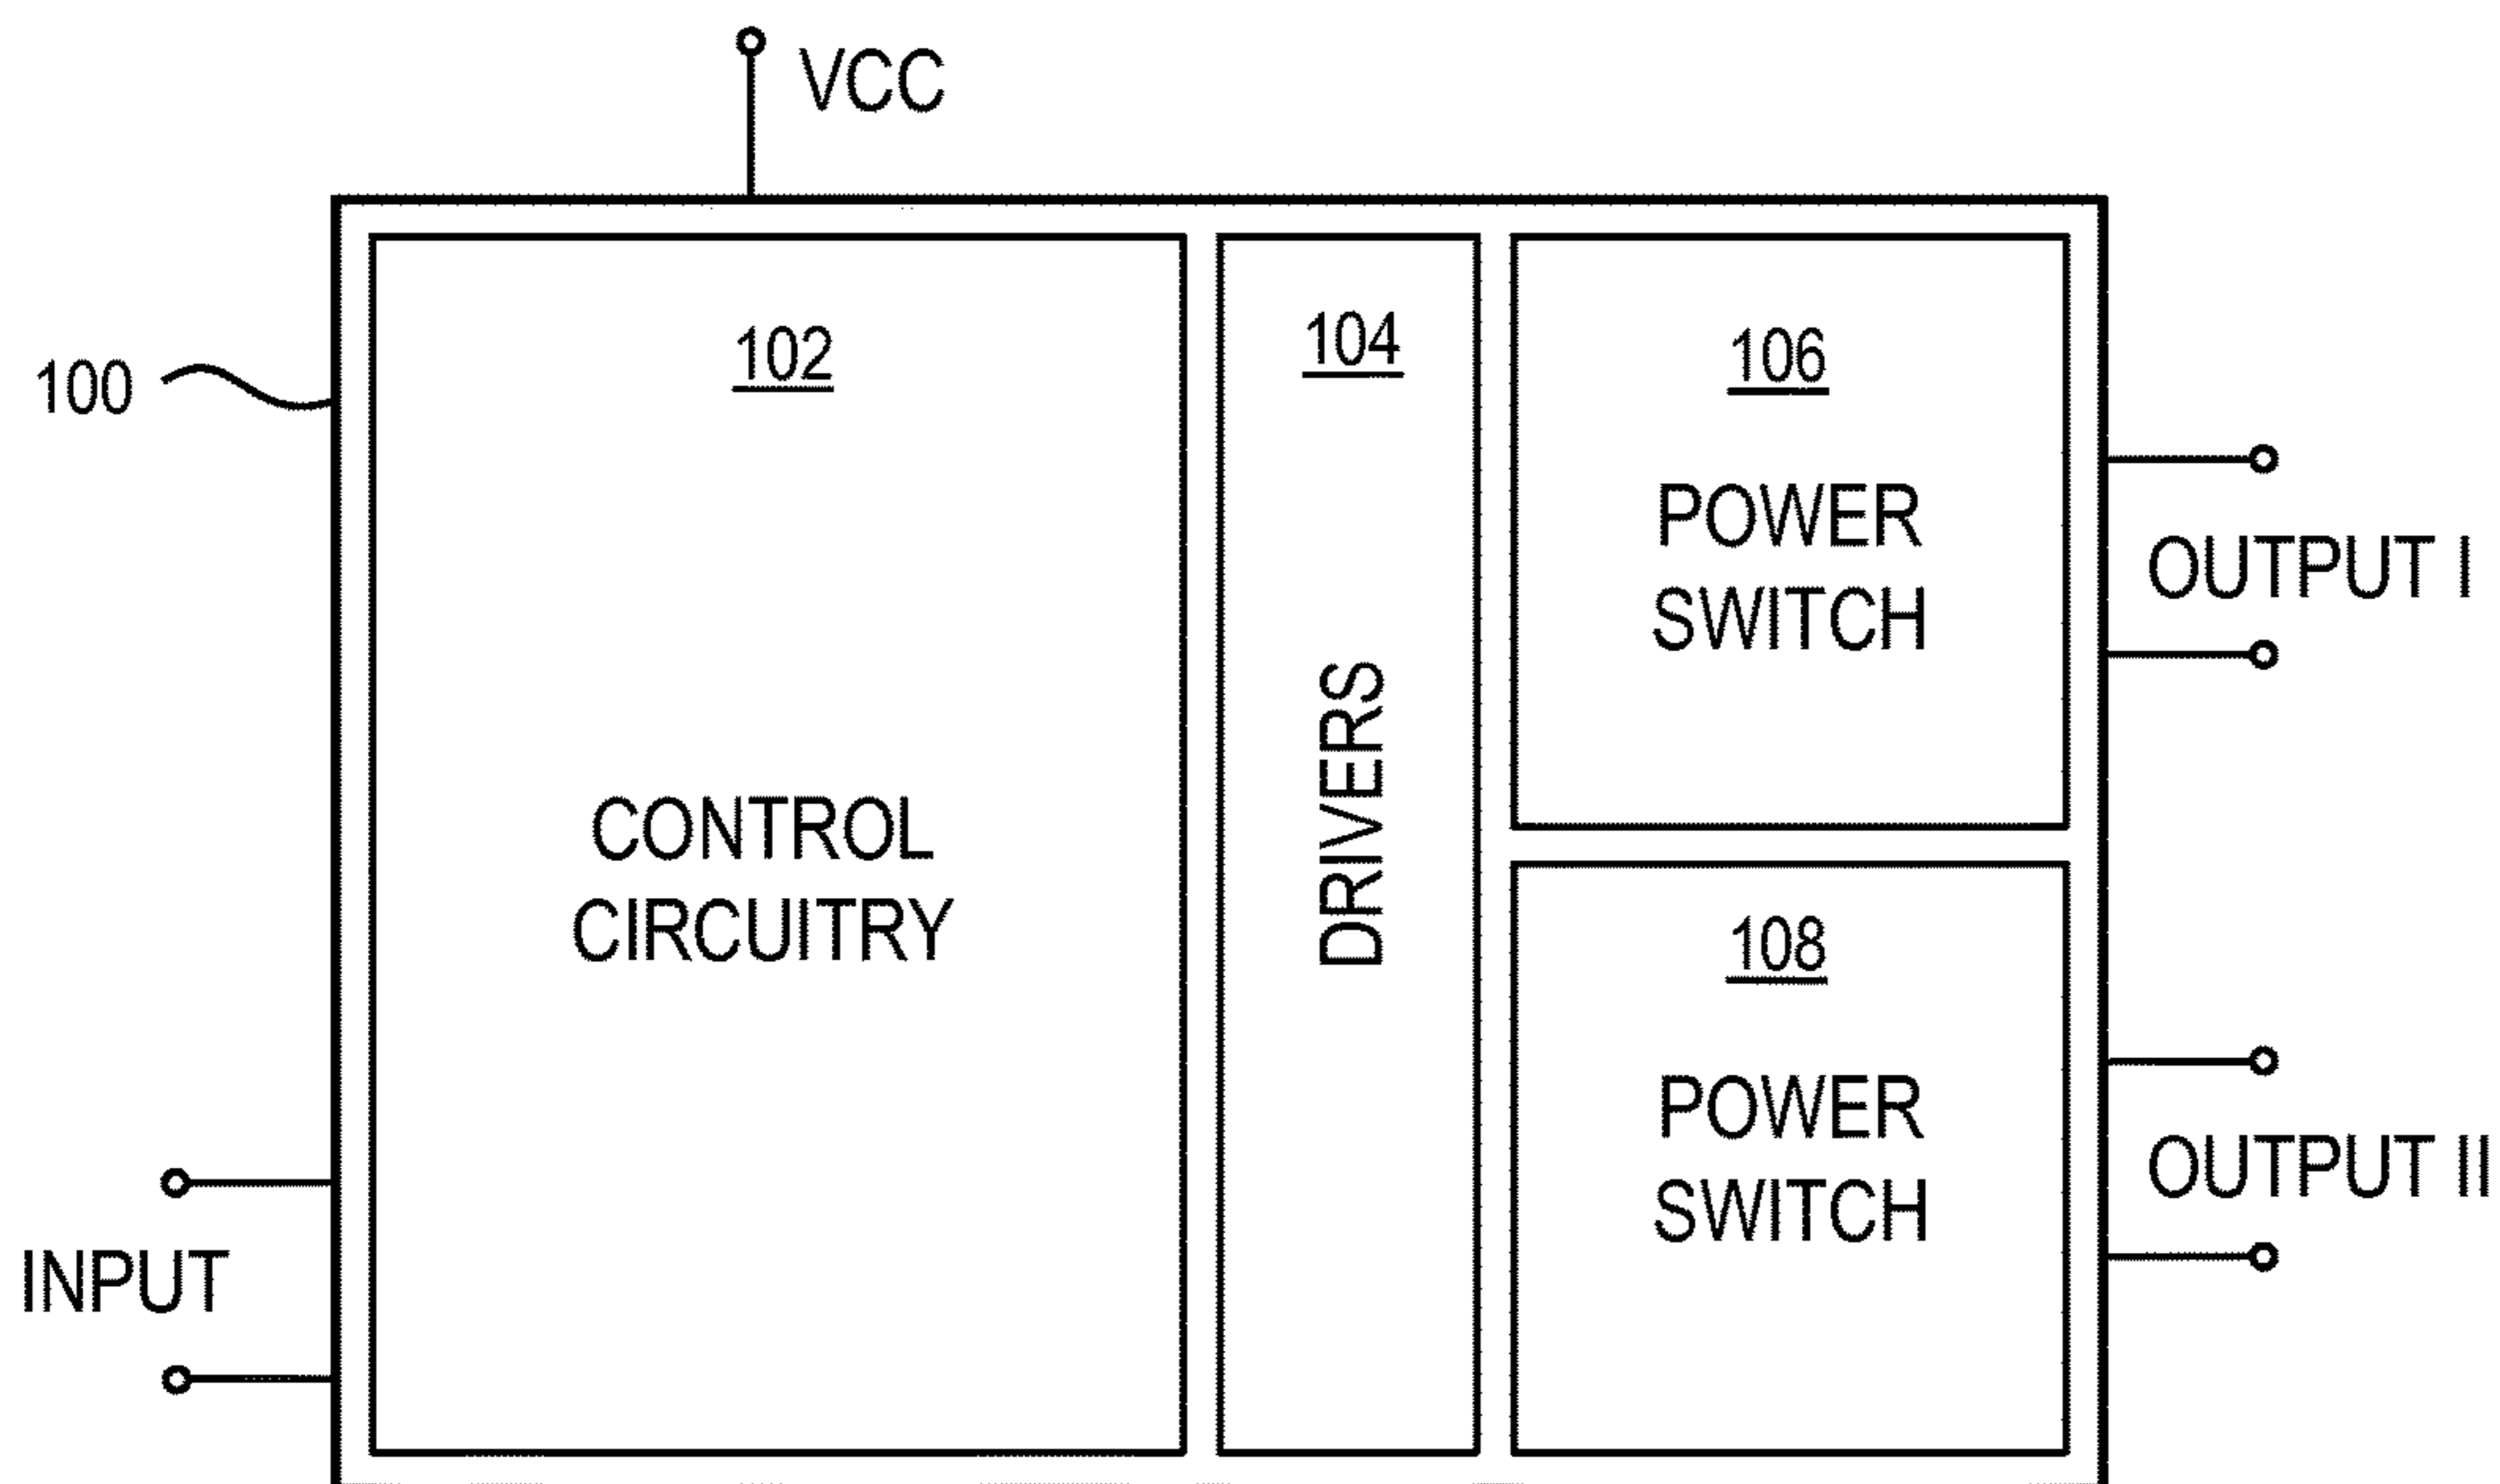 VCC
100
102
CONTROL
CIRCUITRY
104
DRIVERS
106
POWER
SWITCH
108
POWER
SWITCH
INPUT
OUTPUT I
OUTPUT II